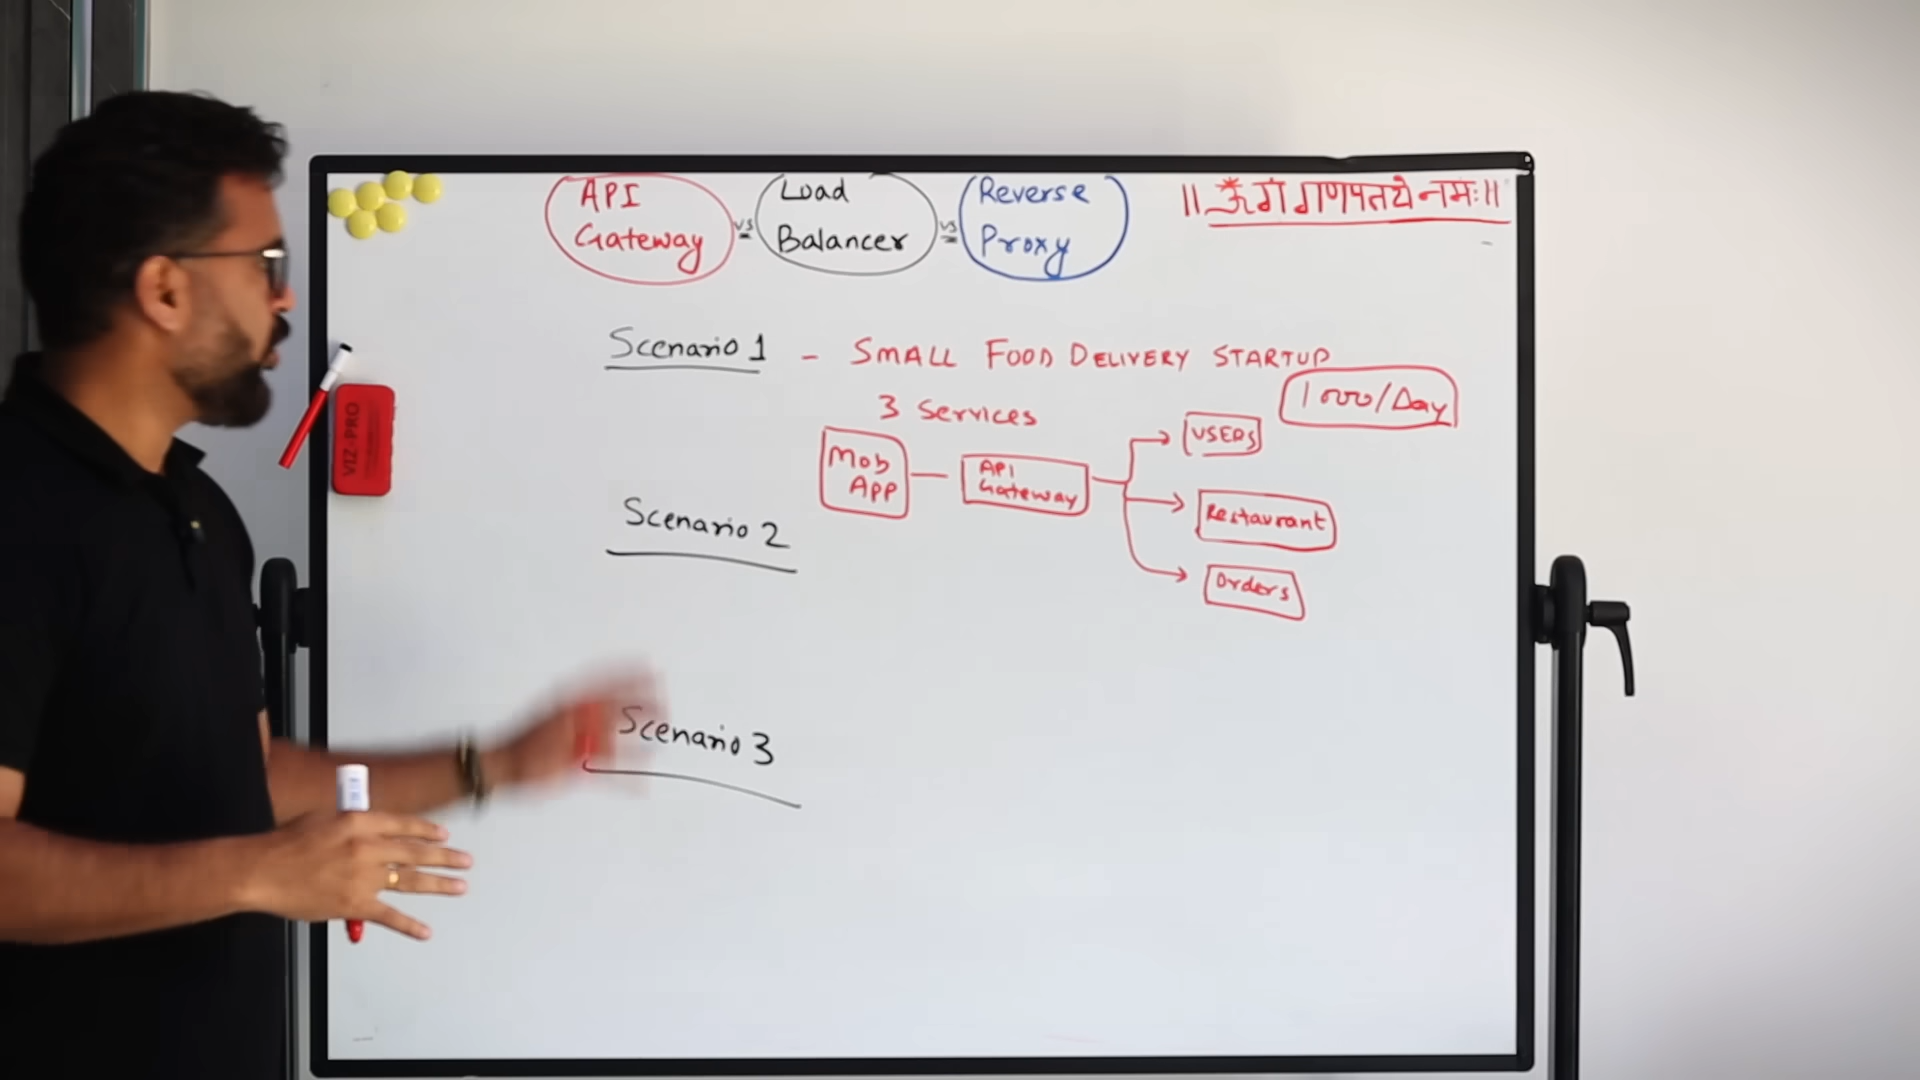 API
Gateway
vs
Load
Balancer
vs
Reverse
Proxy
|| ॐ गं गणपतये नमः ||
Scenario 1 - SMALL FOOD DELIVERY STARTUP
1000/Day
3 Services
Mob
APP
API
Gateway
USERS
Restaurant
Orders
Scenario 2
Scenario 3
VIZ-PRO